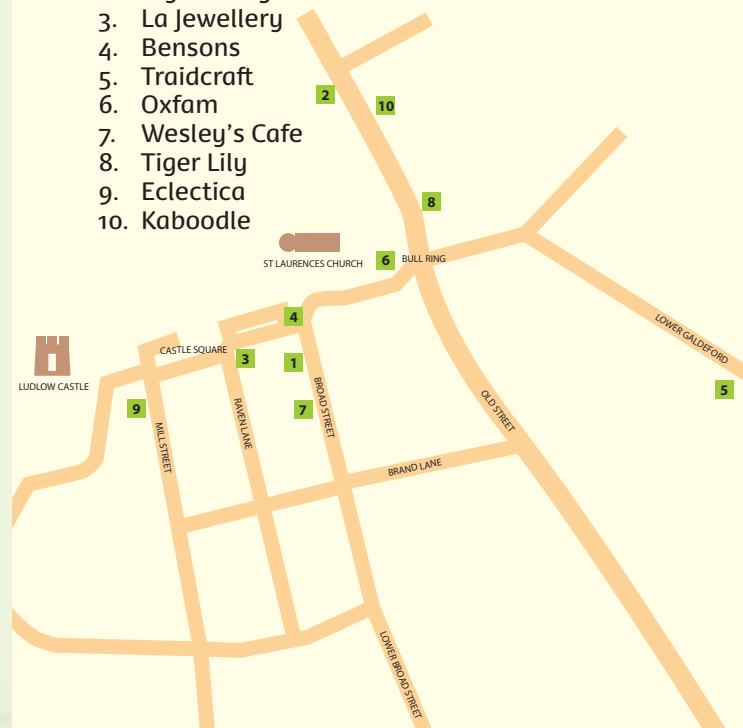 3. La Jewellery
4. Bensons
5. Traidcraft
6. Oxfam
7. Wesley's Cafe
8. Tiger Lily
9. Eclectica
10. Kaboodle
2
10
8
ST LAURENCES CHURCH
6
BULL RING
4
LOWER GALDEFORD
CASTLE SQUARE
3
1
5
LUDLOW CASTLE
9
7
BROAD STREET
OLD STREET
MILL STREET
RAVEN LANE
BRAND LANE
LOWER BROAD STREET